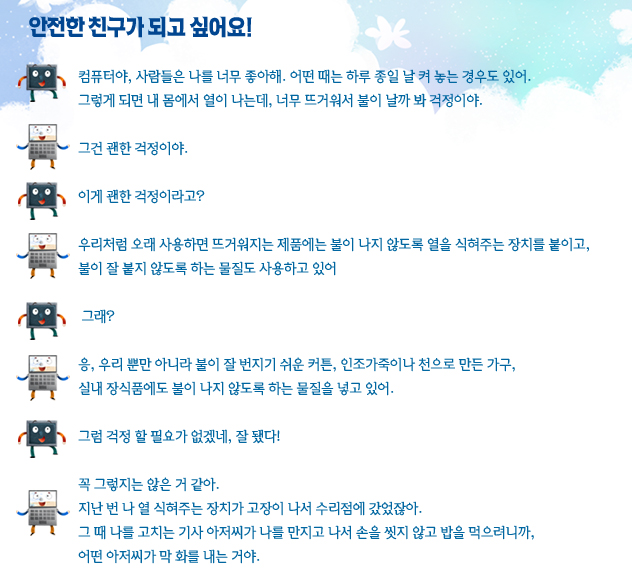 안전한 친구가 되고 싶어요!
컴퓨터야, 사람들은 나를 너무 좋아해. 어떤 때는 하루 종일 날 켜 놓는 경우도 있어.
그렇게 되면 내 몸에서 열이 나는데, 너무 뜨거워서 불이 날까 봐 걱정이야.
그건 괜한 걱정이야.
이게 괜한 걱정이라고?
우리처럼 오래 사용하면 뜨거워지는 제품에는 불이 나지 않도록 열을 식혀주는 장치를 붙이고,
불이 잘 붙지 않도록 하는 물질도 사용하고 있어
그래?
응, 우리 뿐만 아니라 불이 잘 번지기 쉬운 커튼, 인조가죽이나 천으로 만든 가구,
실내 장식품에도 불이 나지 않도록 하는 물질을 넣고 있어.
그럼 걱정 할 필요가 없겠네, 잘 됐다!
꼭 그렇지는 않은 거 같아.
지난 번 나 열 식혀주는 장치가 고장이 나서 수리점에 갔었잖아.
그 때 나를 고치는 기사 아저씨가 나를 만지고 나서 손을 씻지 않고 밥을 먹으려니까,
어떤 아저씨가 막 화를 내는 거야.